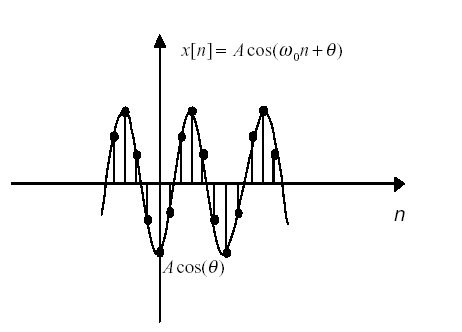 x[n] = A cos(ω₀n + θ)
n
A cos(θ)